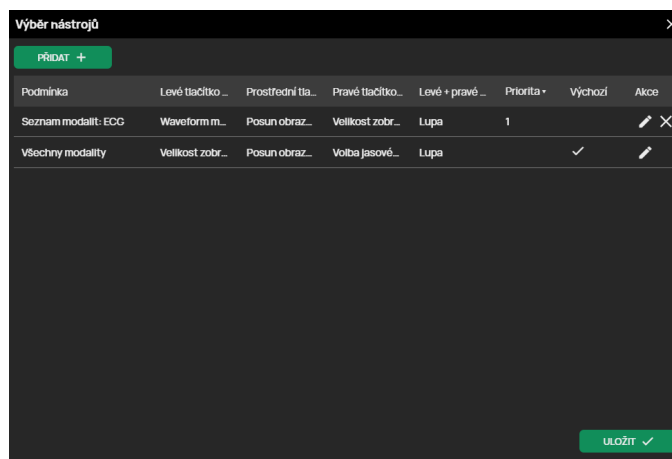 Výběr nástrojů
PŘIDAT +
Podmínka Levé tlačítko ... Prostřední tla... Pravé tlačítko... Levé + pravé ... Priorita Výchozí Akce
Seznam modalit: ECG Waveform m... Posun obraz... Velikost zobr... Lupa 1
Všechny modality Velikost zobr... Posun obraz... Volba jasové... Lupa
ULOŽIT